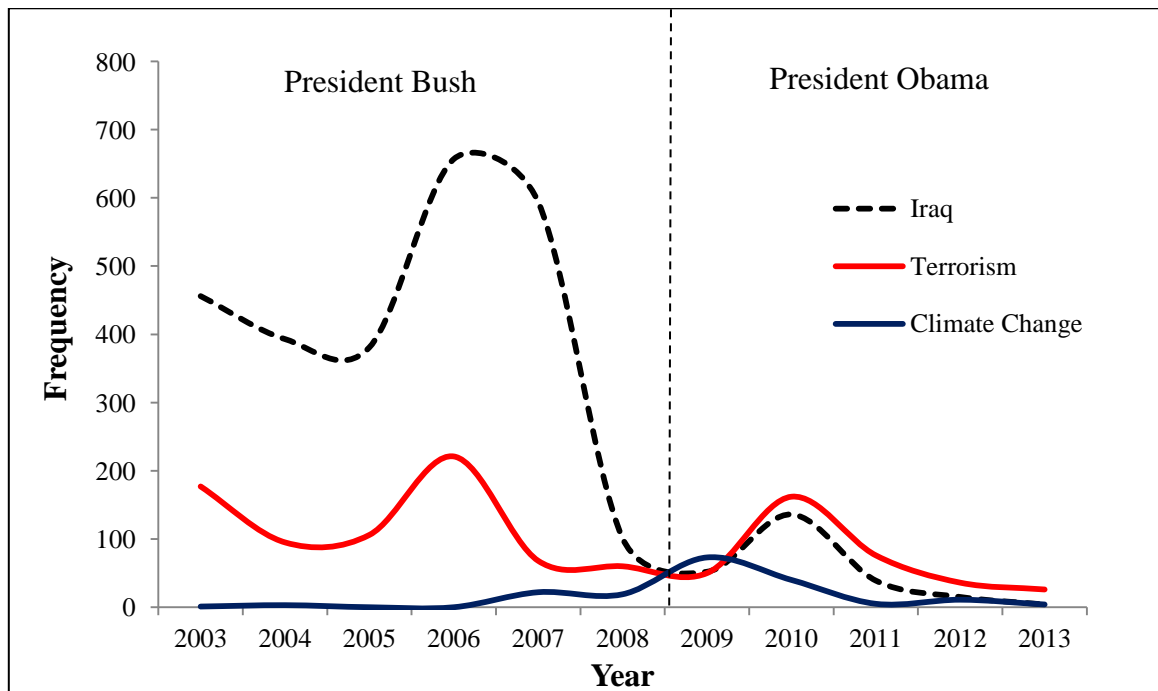 800
700
600
500
400
300
200
100
0
Frequency
President Bush
President Obama
Iraq
Terrorism
Climate Change
2003 2004 2005 2006 2007 2008 2009 2010 2011 2012 2013
Year